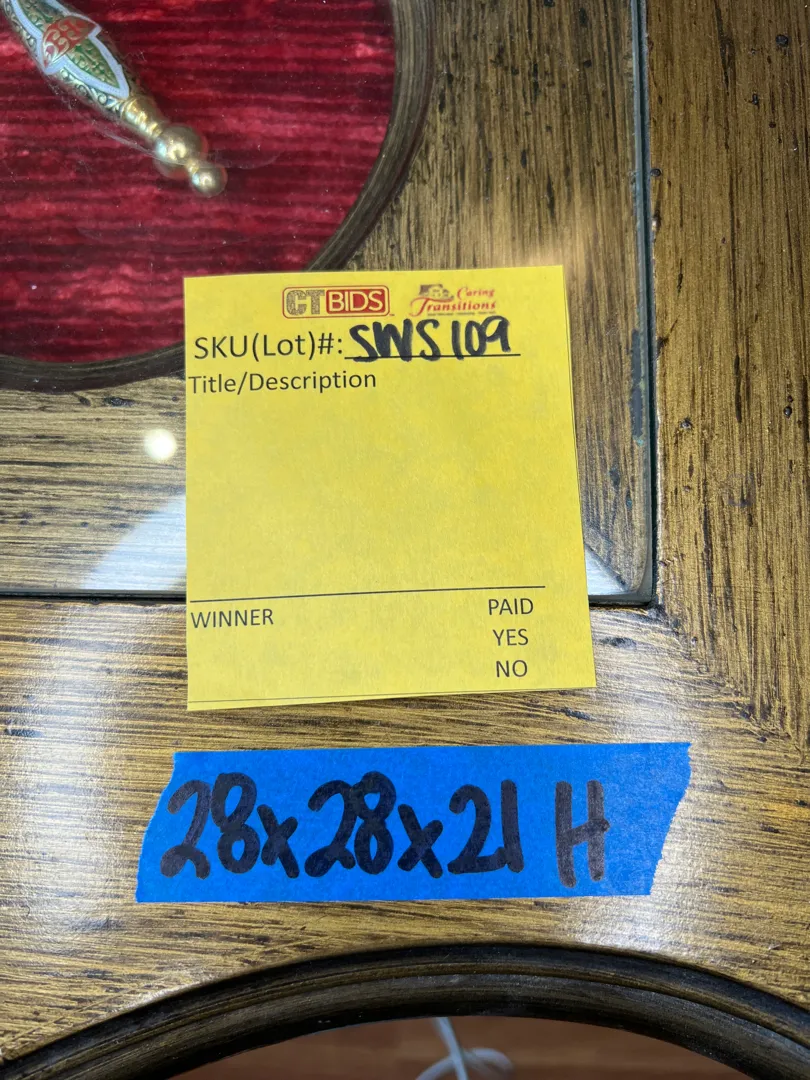 CTBIDS
Caring Transitions
SKU(Lot)#: SWS109
Title/Description
WINNER
PAID
YES
NO
28x28x21 H